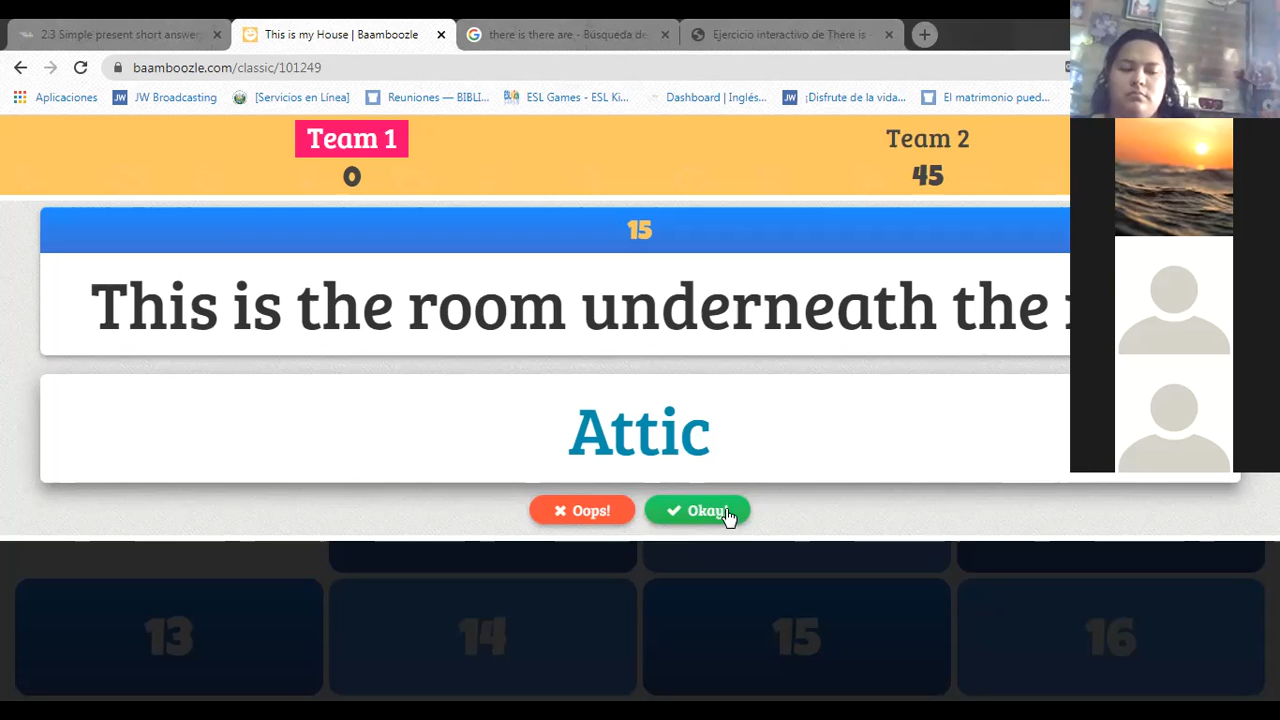 2.3 Simple present short answer
This is my House | Baamboozle
there is there are - Búsqueda de
Ejercicio interactivo de There is
baamboozle.com/classic/101249
Aplicaciones
JW Broadcasting
[Servicios en Línea]
Reuniones — BIBLI...
ESL Games - ESL Ki...
Dashboard | Inglés...
¡Disfrute de la vida...
El matrimonio pued...
Team 1
Team 2
0
45
15
This is the room underneath the
Attic
Oops!
Okay!
13
14
15
16